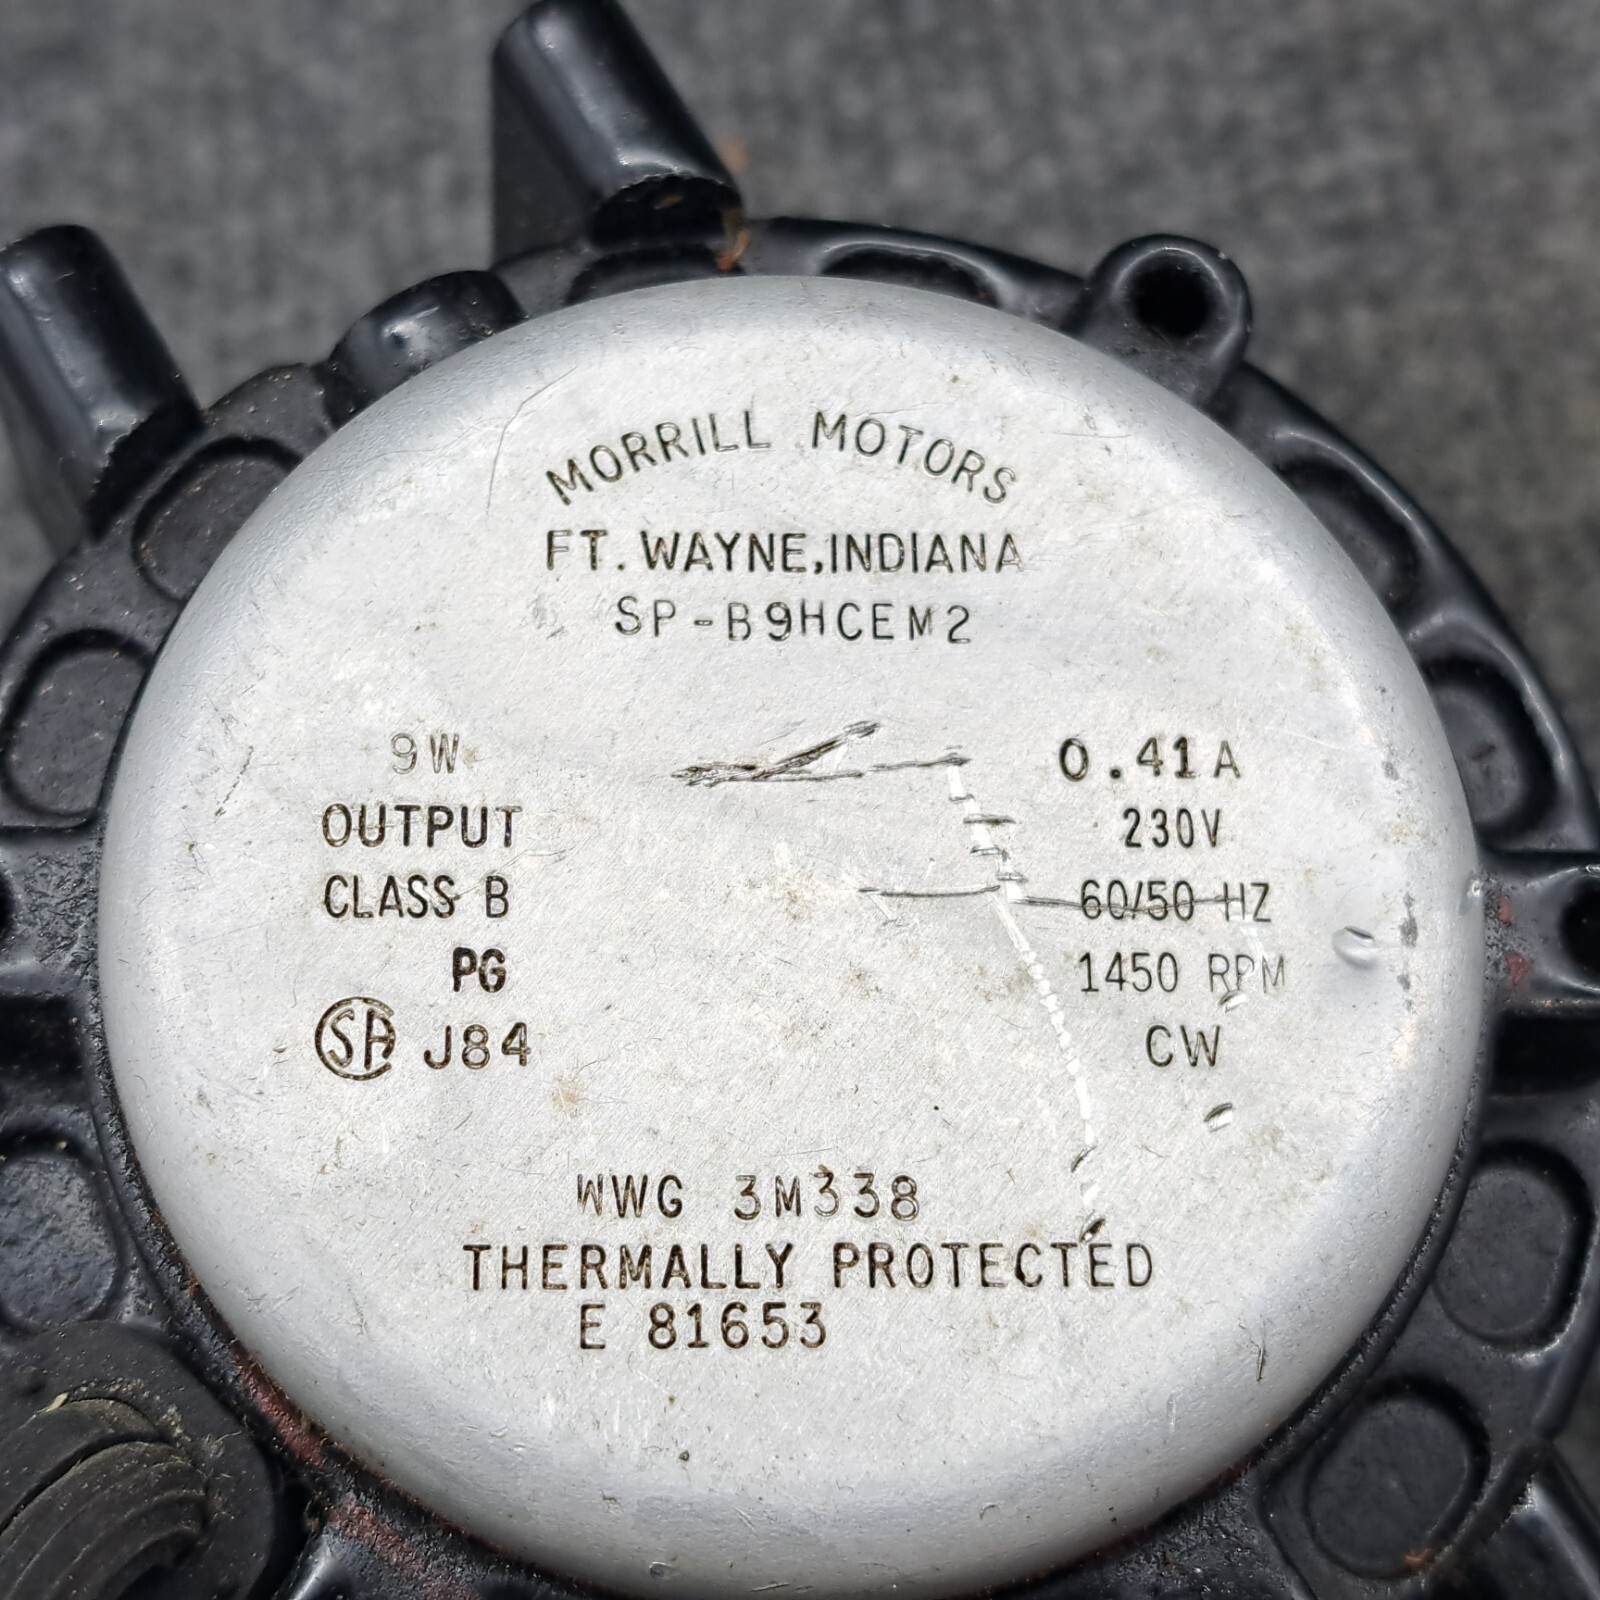 MORRILL MOTORS
FT. WAYNE, INDIANA
SP-B9HCEM2
9W
OUTPUT
CLASS B
PG
SA J84
0.41A
230V
60/50 HZ
1450 RPM
CW
WWG 3M338
THERMALLY PROTECTED
E 81653